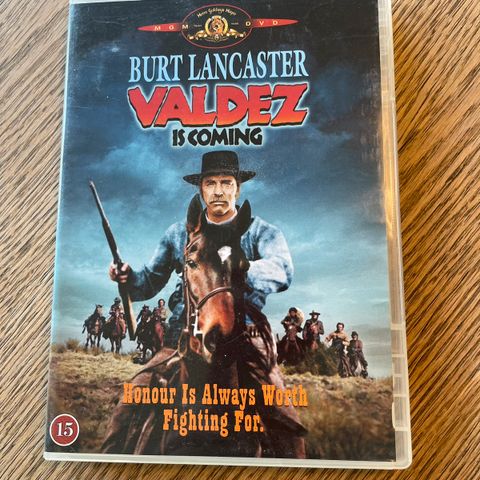 MGM DVD
BURT LANCASTER
VALDEZ
IS COMING
Honour Is Always Worth
Fighting For.
15